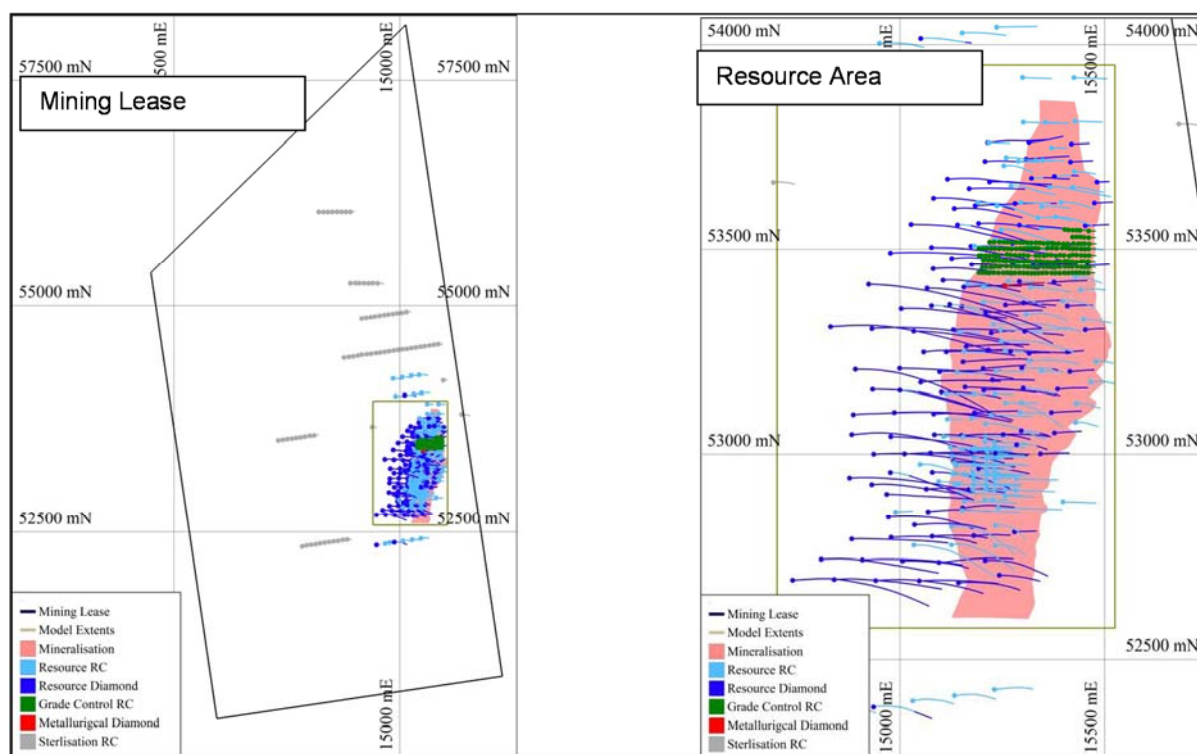 57500 mN
500 mE
15000 mE
57500 mN
Mining Lease
55000 mN
55000 mN
52500 mN
52500 mN
15000 mE
Mining Lease
Model Extents
Mineralisation
Resource RC
Resource Diamond
Grade Control RC
Metallurigcal Diamond
Sterlisation RC
54000 mN
mE
15500 mE
54000 mN
Resource Area
53500 mN
53500 mN
53000 mN
53000 mN
52500 mN
15000 mE
15500 mE
Mining Lease
Model Extents
Mineralisation
Resource RC
Resource Diamond
Grade Control RC
Metallurigcal Diamond
Sterlisation RC